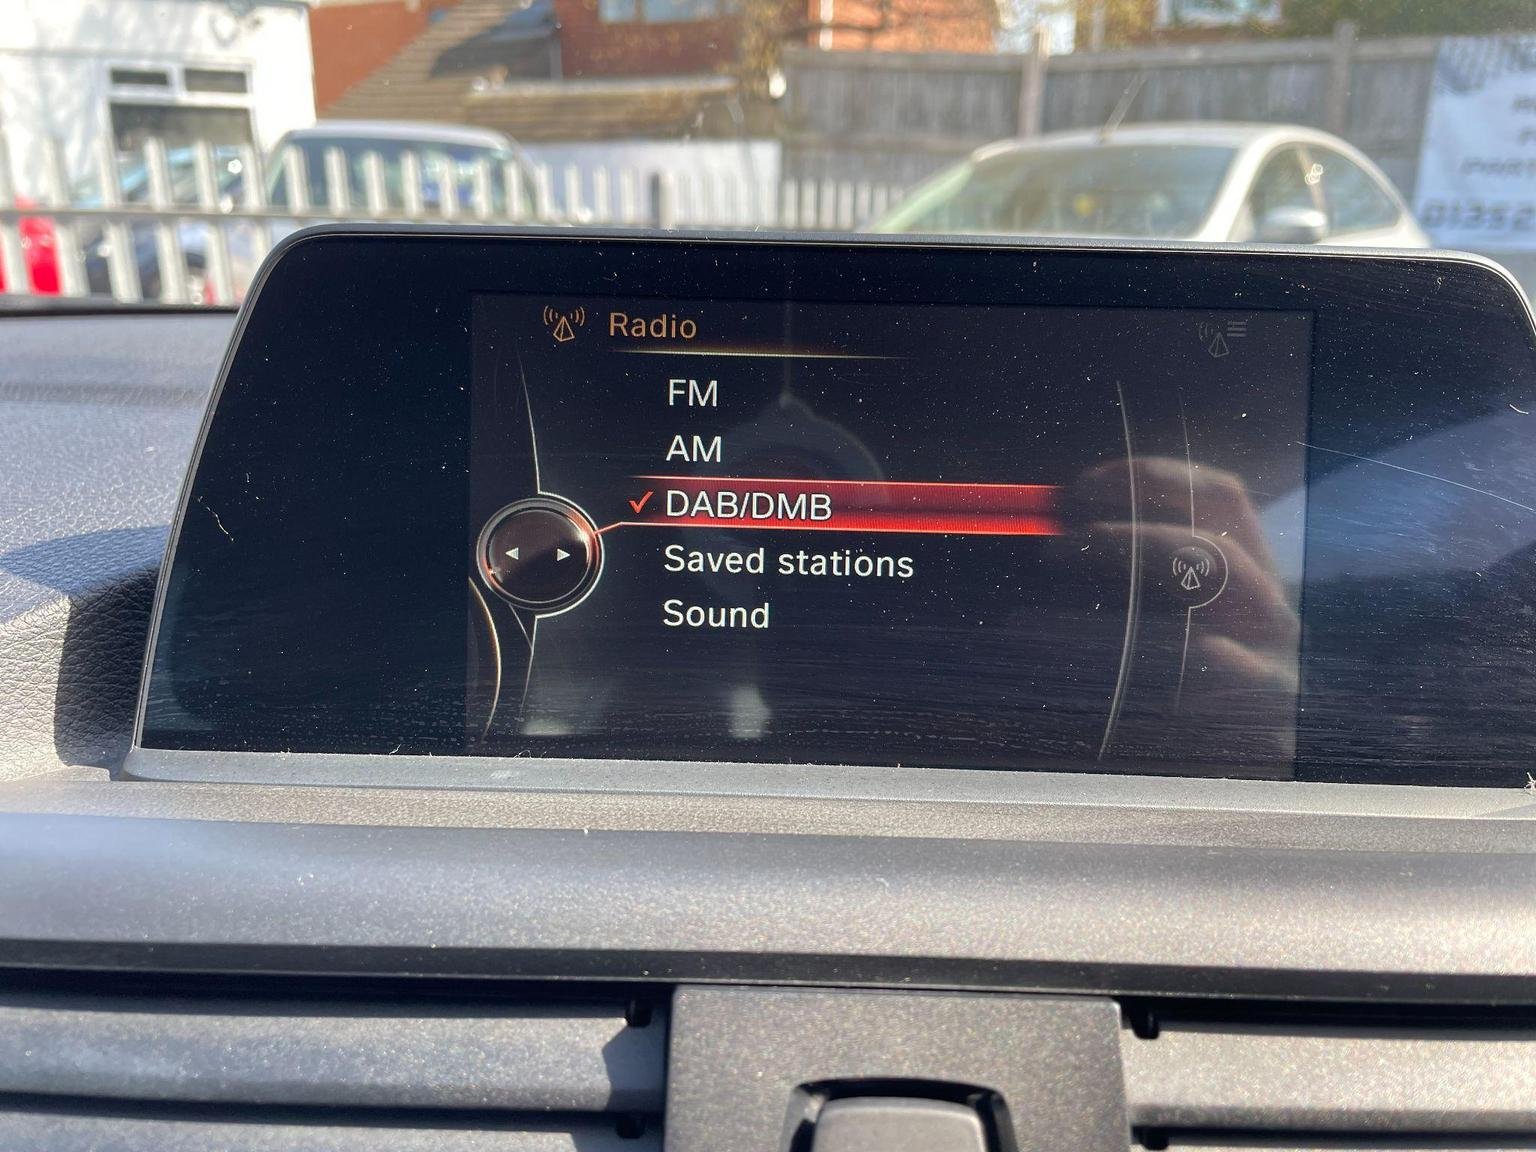 Radio
FM
AM
DAB/DMB
Saved stations
Sound